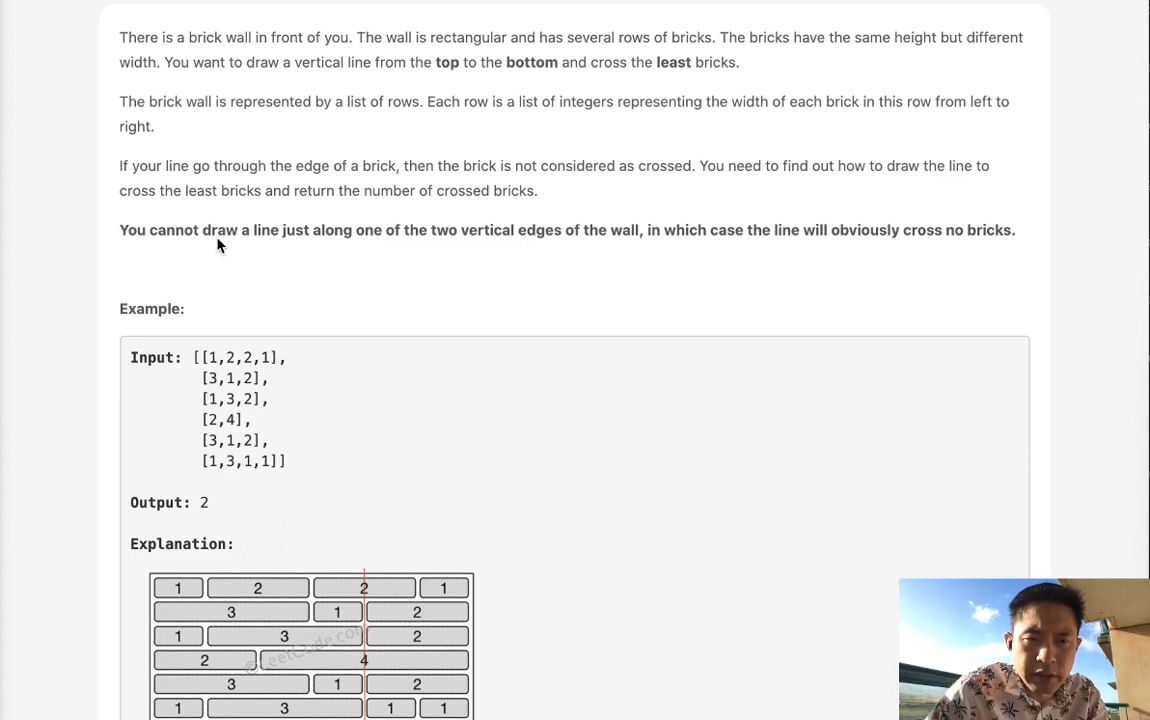 There is a brick wall in front of you. The wall is rectangular and has several rows of bricks. The bricks have the same height but different
width. You want to draw a vertical line from the top to the bottom and cross the least bricks.
The brick wall is represented by a list of rows. Each row is a list of integers representing the width of each brick in this row from left to
right.
If your line go through the edge of a brick, then the brick is not considered as crossed. You need to find out how to draw the line to
cross the least bricks and return the number of crossed bricks.
You cannot draw a line just along one of the two vertical edges of the wall, in which case the line will obviously cross no bricks.
Example:
Input: [[1,2,2,1],
[3,1,2],
[1,3,2],
[2,4],
[3,1,2],
[1,3,1,1]]
Output: 2
Explanation:
1 2 2 1
3 1 2
1 3 2
2 4
3 1 2
1 3 1 1
©LeetCode.com